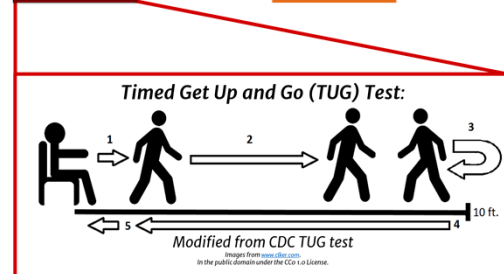 Timed Get Up and Go (TUG) Test:
1
2
3
10 ft.
5
4
Modified from CDC TUG test
Images from www.clker.com.
In the public domain under the CC0 1.0 License.